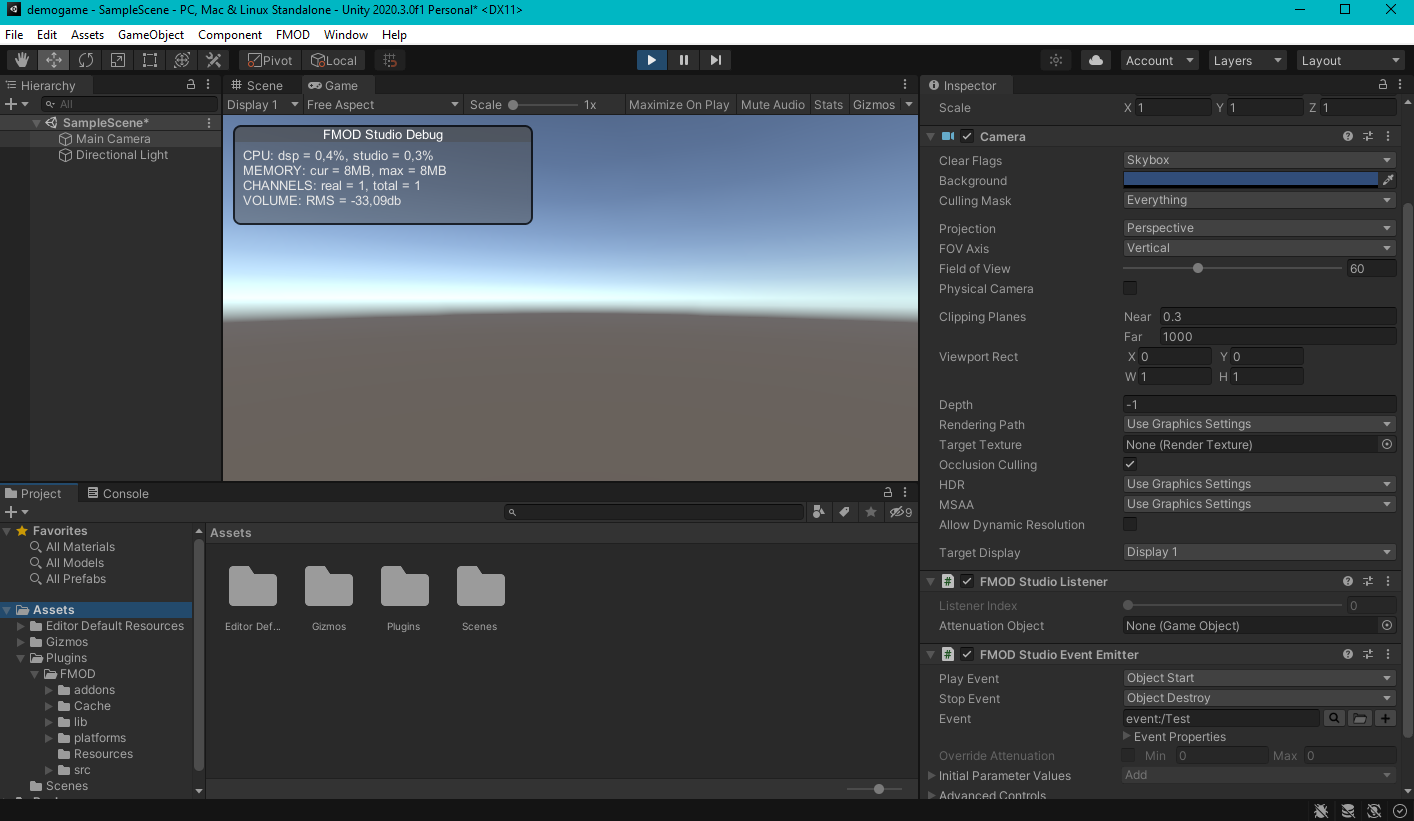 demogame - SampleScene - PC, Mac & Linux Standalone - Unity 2020.3.0f1 Personal* <DX11>
File Edit Assets GameObject Component FMOD Window Help
Pivot Local Account Layers Layout
Hierarchy
All
SampleScene*
Main Camera
Directional Light
Scene Game
Display 1 Free Aspect Scale 1x Maximize On Play Mute Audio Stats Gizmos
FMOD Studio Debug
CPU: dsp = 0,4%, studio = 0,3%
MEMORY: cur = 8MB, max = 8MB
CHANNELS: real = 1, total = 1
VOLUME: RMS = -33,09db
Project Console
9
Favorites
All Materials
All Models
All Prefabs
Assets
Editor Default Resources
Gizmos
Plugins
FMOD
addons
Cache
lib
platforms
Resources
src
Scenes
Assets
Editor Def...
Gizmos
Plugins
Scenes
Inspector
Scale X 1 Y 1 Z 1
Camera
Clear Flags Skybox
Background
Culling Mask Everything
Projection Perspective
FOV Axis Vertical
Field of View 60
Physical Camera
Clipping Planes Near 0.3
Far 1000
Viewport Rect X 0 Y 0
W 1 H 1
Depth -1
Rendering Path Use Graphics Settings
Target Texture None (Render Texture)
Occlusion Culling
HDR Use Graphics Settings
MSAA Use Graphics Settings
Allow Dynamic Resolution
Target Display Display 1
# FMOD Studio Listener
Listener Index 0
Attenuation Object None (Game Object)
# FMOD Studio Event Emitter
Play Event Object Start
Stop Event Object Destroy
Event event:/Test
Event Properties
Override Attenuation Min 0 Max 0
Initial Parameter Values Add
Advanced Controls